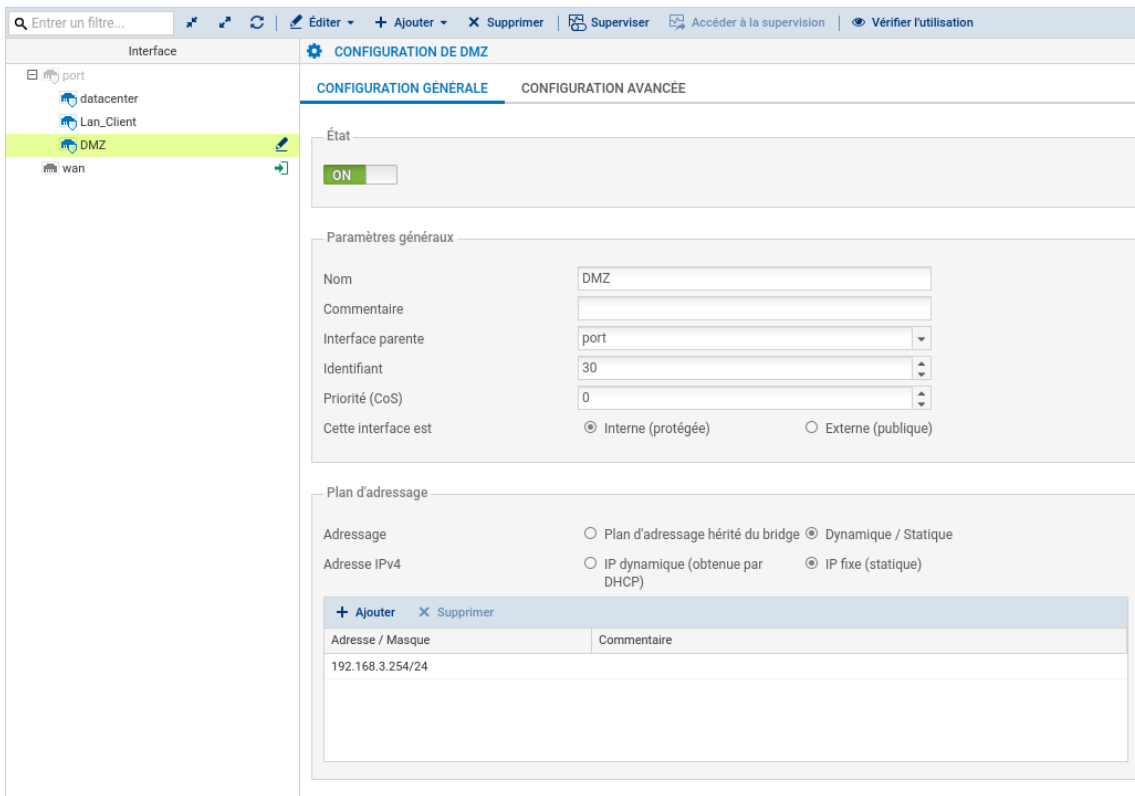 Entrer un filtre...
Éditer
Ajouter
Supprimer
Superviser
Accéder à la supervision
Vérifier l'utilisation
Interface
CONFIGURATION DE DMZ
port
datacenter
Lan_Client
DMZ
wan
CONFIGURATION GÉNÉRALE
CONFIGURATION AVANCÉE
État
ON
Paramètres généraux
Nom
DMZ
Commentaire
Interface parente
port
Identifiant
30
Priorité (CoS)
0
Cette interface est
Interne (protégée)
Externe (publique)
Plan d'adressage
Adressage
Plan d'adressage hérité du bridge
Dynamique / Statique
Adresse IPv4
IP dynamique (obtenue par
DHCP)
IP fixe (statique)
Ajouter
Supprimer
Adresse / Masque
Commentaire
192.168.3.254/24